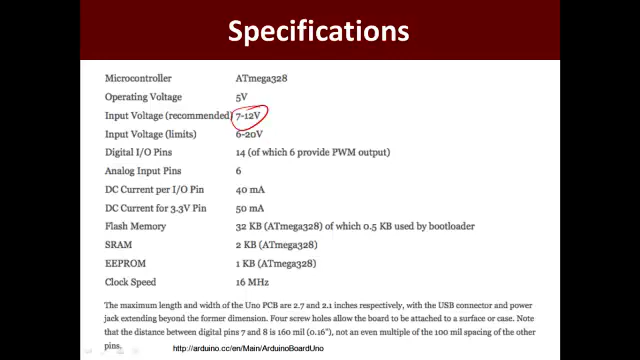 Specifications
Microcontroller ATmega328
Operating Voltage 5V
Input Voltage (recommended) 7-12V
Input Voltage (limits) 6-20V
Digital I/O Pins 14 (of which 6 provide PWM output)
Analog Input Pins 6
DC Current per I/O Pin 40 mA
DC Current for 3.3V Pin 50 mA
Flash Memory 32 KB (ATmega328) of which 0.5 KB used by bootloader
SRAM 2 KB (ATmega328)
EEPROM 1 KB (ATmega328)
Clock Speed 16 MHz
The maximum length and width of the Uno PCB are 2.7 and 2.1 inches respectively, with the USB connector and power
jack extending beyond the former dimension. Four screw holes allow the board to be attached to a surface or case. Note
that the distance between digital pins 7 and 8 is 160 mil (0.16"), not an even multiple of the 100 mil spacing of the other
pins.
http://arduino.cc/en/Main/ArduinoBoardUno